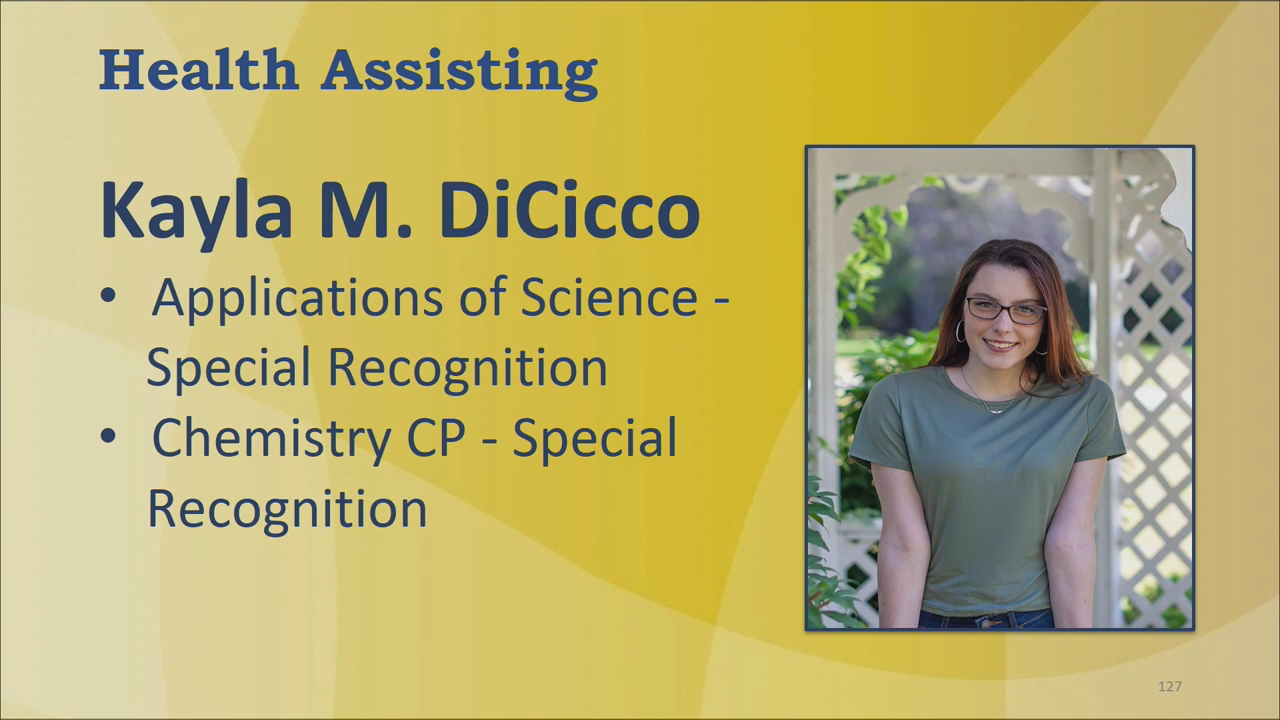 Health Assisting
Kayla M. DiCicco
• Applications of Science -
Special Recognition
• Chemistry CP - Special
Recognition
127